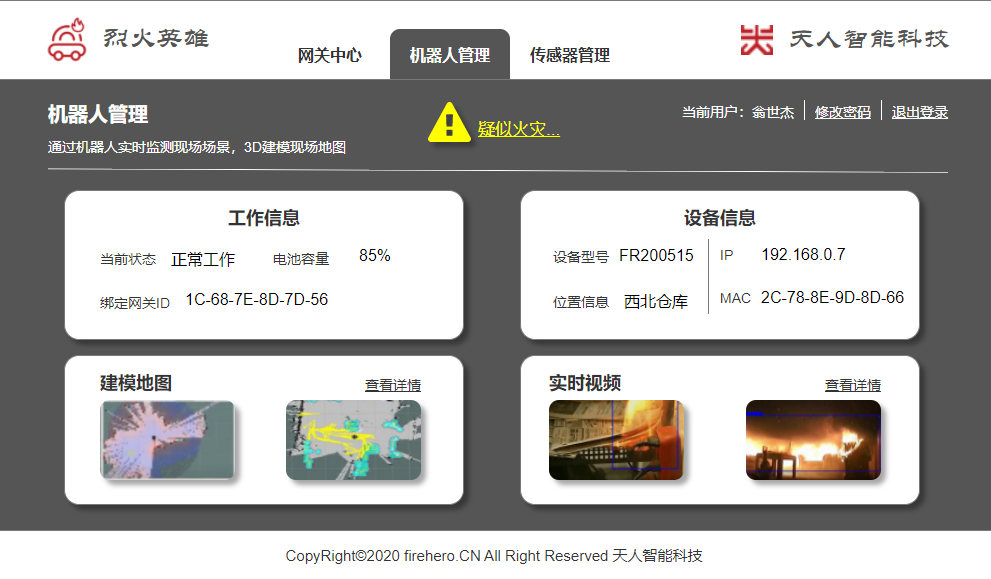 烈火英雄
网关中心 机器人管理 传感器管理
天人智能科技
机器人管理
通过机器人实时监测现场场景，3D建模现场地图
疑似火灾...
当前用户：翁世杰 修改密码 退出登录
工作信息
当前状态 正常工作 电池容量 85%
绑定网关ID 1C-68-7E-8D-7D-56
设备信息
设备型号 FR200515 IP 192.168.0.7
位置信息 西北仓库 MAC 2C-78-8E-9D-8D-66
建模地图 查看详情
实时视频 查看详情
CopyRight©2020 firehero.CN All Right Reserved 天人智能科技